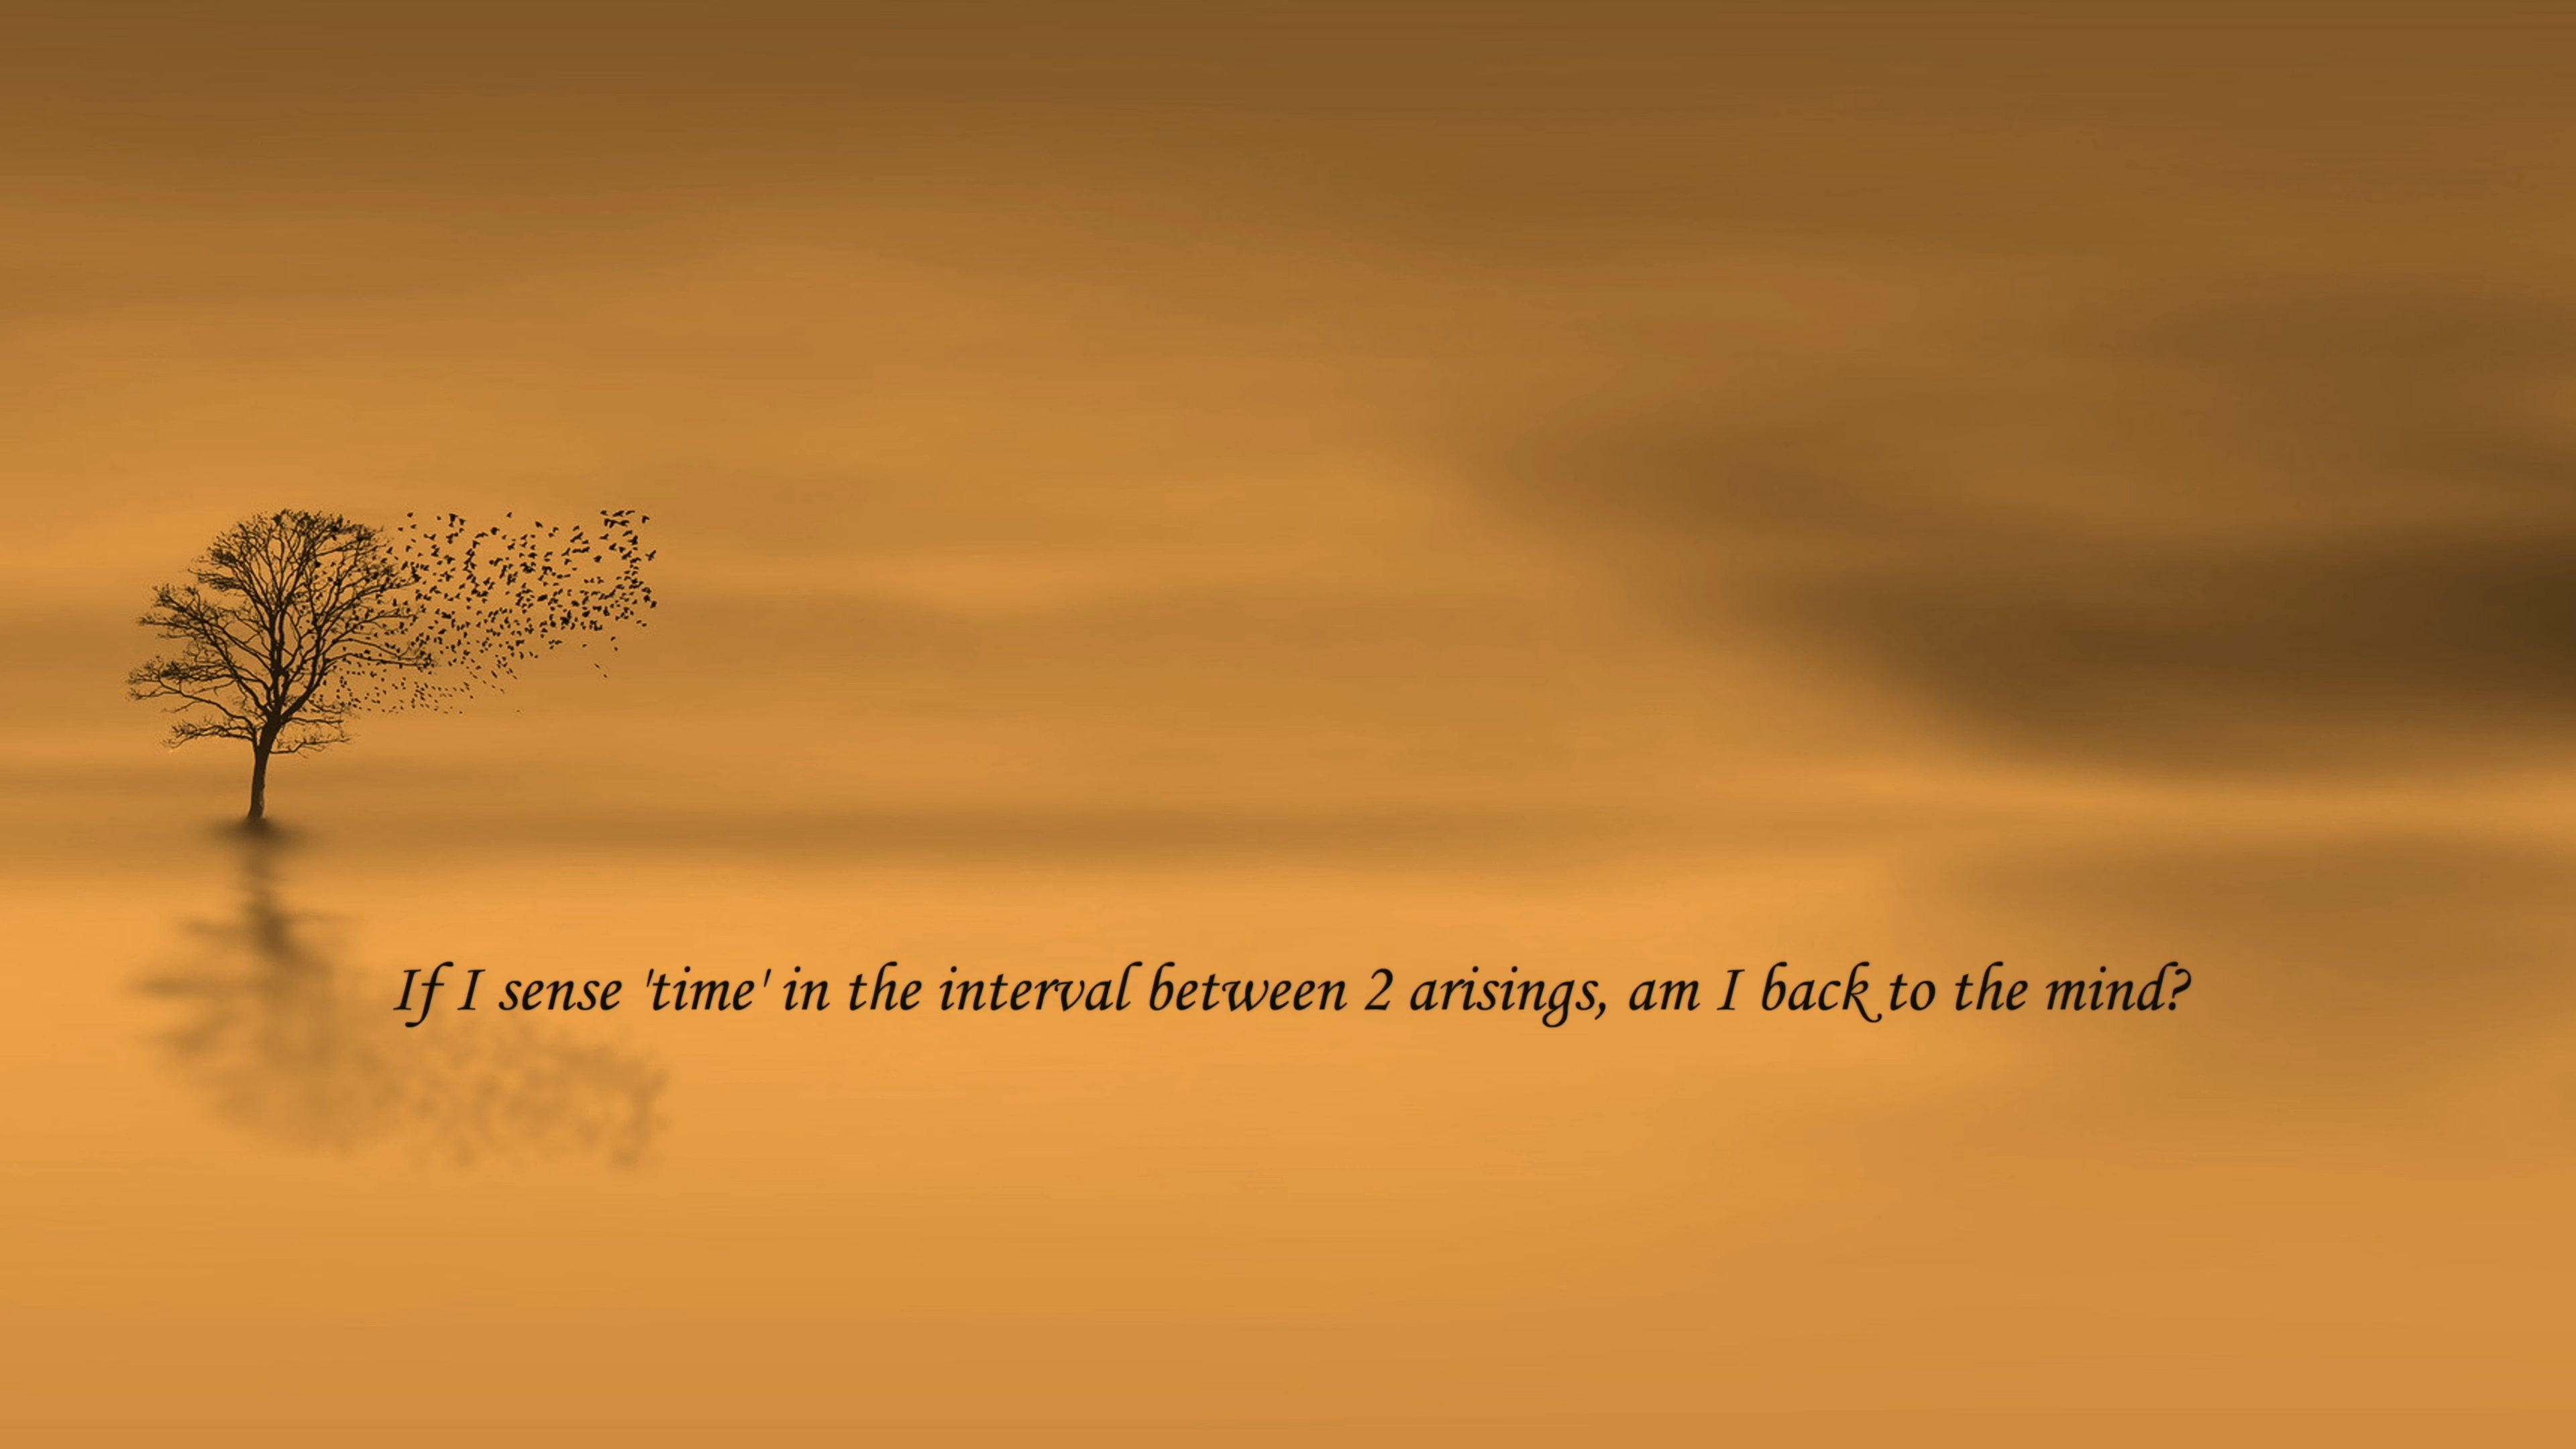 If I sense 'time' in the interval between 2 arisings, am I back to the mind?